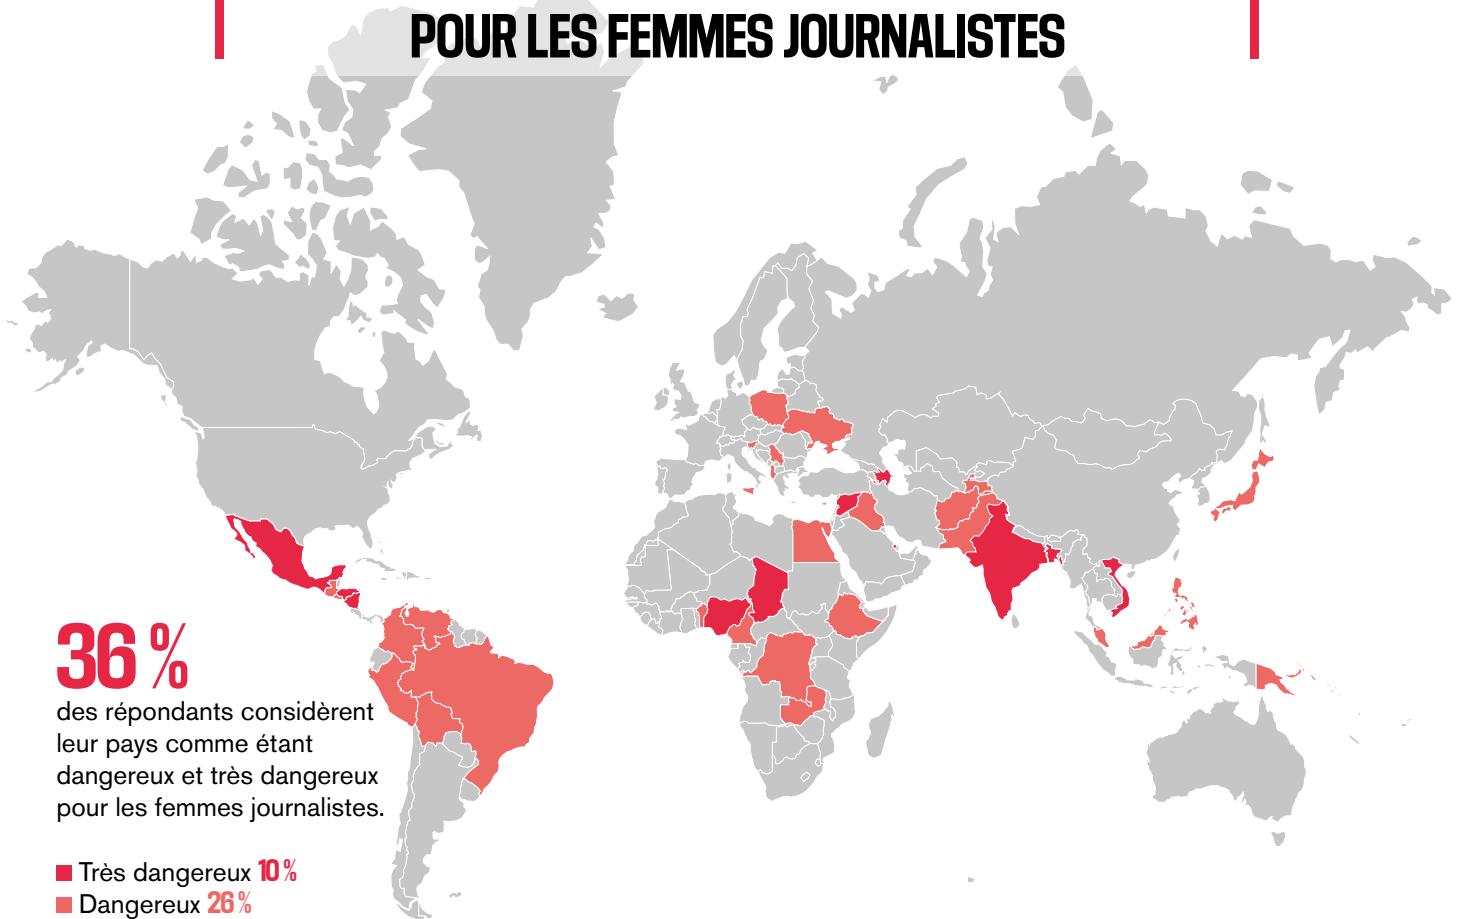 POUR LES FEMMES JOURNALISTES
36 %
des répondants considèrent
leur pays comme étant
dangereux et très dangereux
pour les femmes journalistes.
Très dangereux 10 %
Dangereux 26 %